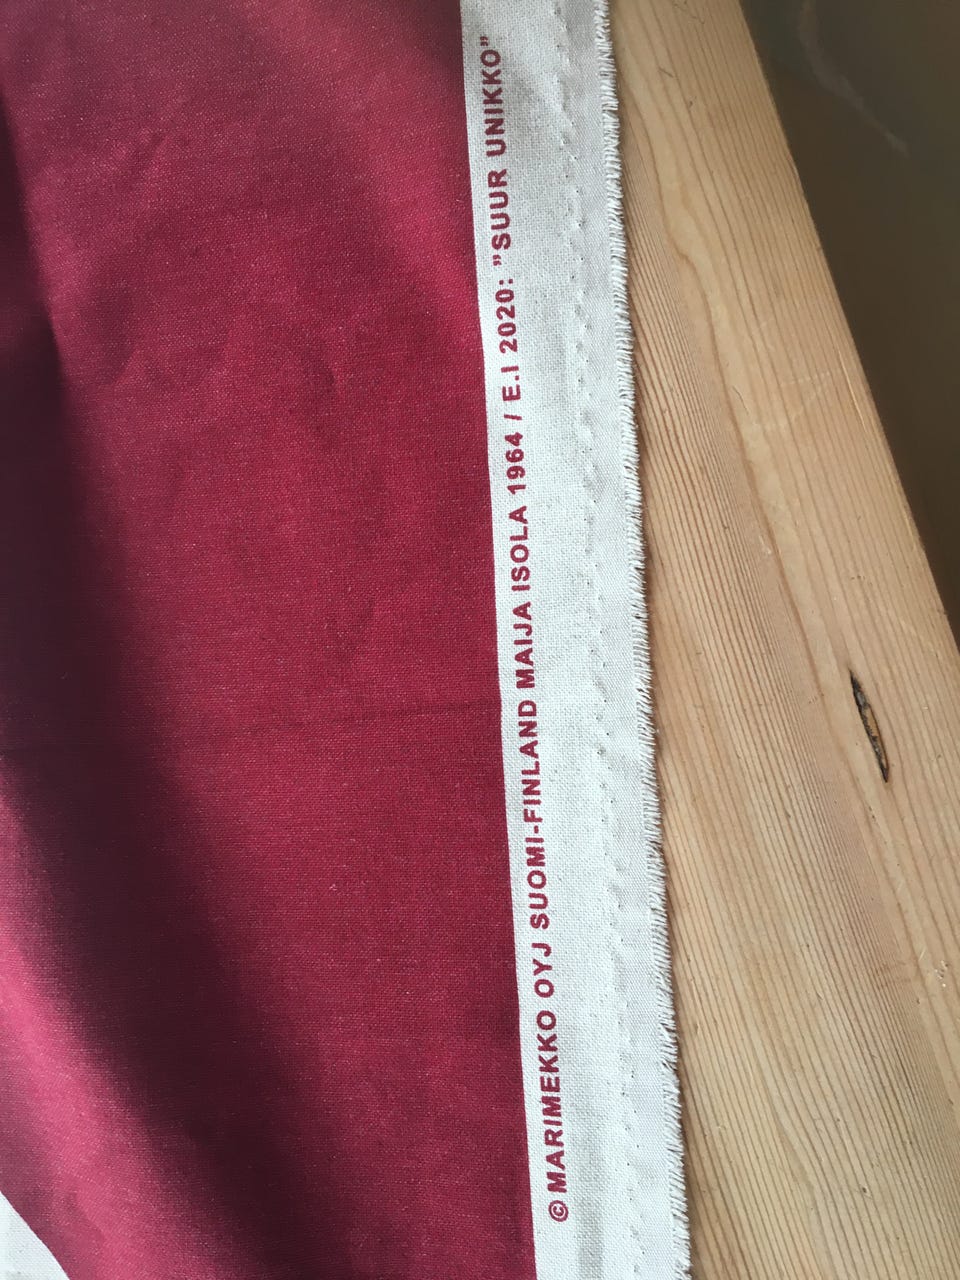 © MARIMEKKO OYJ SUOMI-FINLAND MAIJA ISOLA 1964 / E.I 2020: ”SUUR UNIKKO”